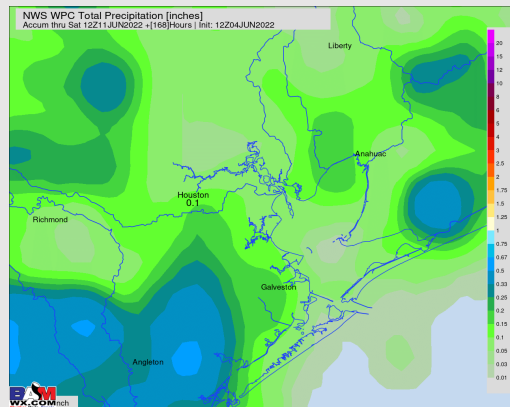 NWS WPC Total Precipitation [inches]
Accum thru Sat 12Z11JUN2022 +[168]Hours | Init: 12Z04JUN2022
Liberty
Anahuac
Houston
0.1
Richmond
Galveston
Angleton
20
15
12
10
8
6
5
4
3
2.5
2
1.75
1.5
1.25
1
0.75
0.67
0.5
0.33
0.25
0.2
0.15
0.1
0.05
0.03
0.01
BAM
WX.COM
nch